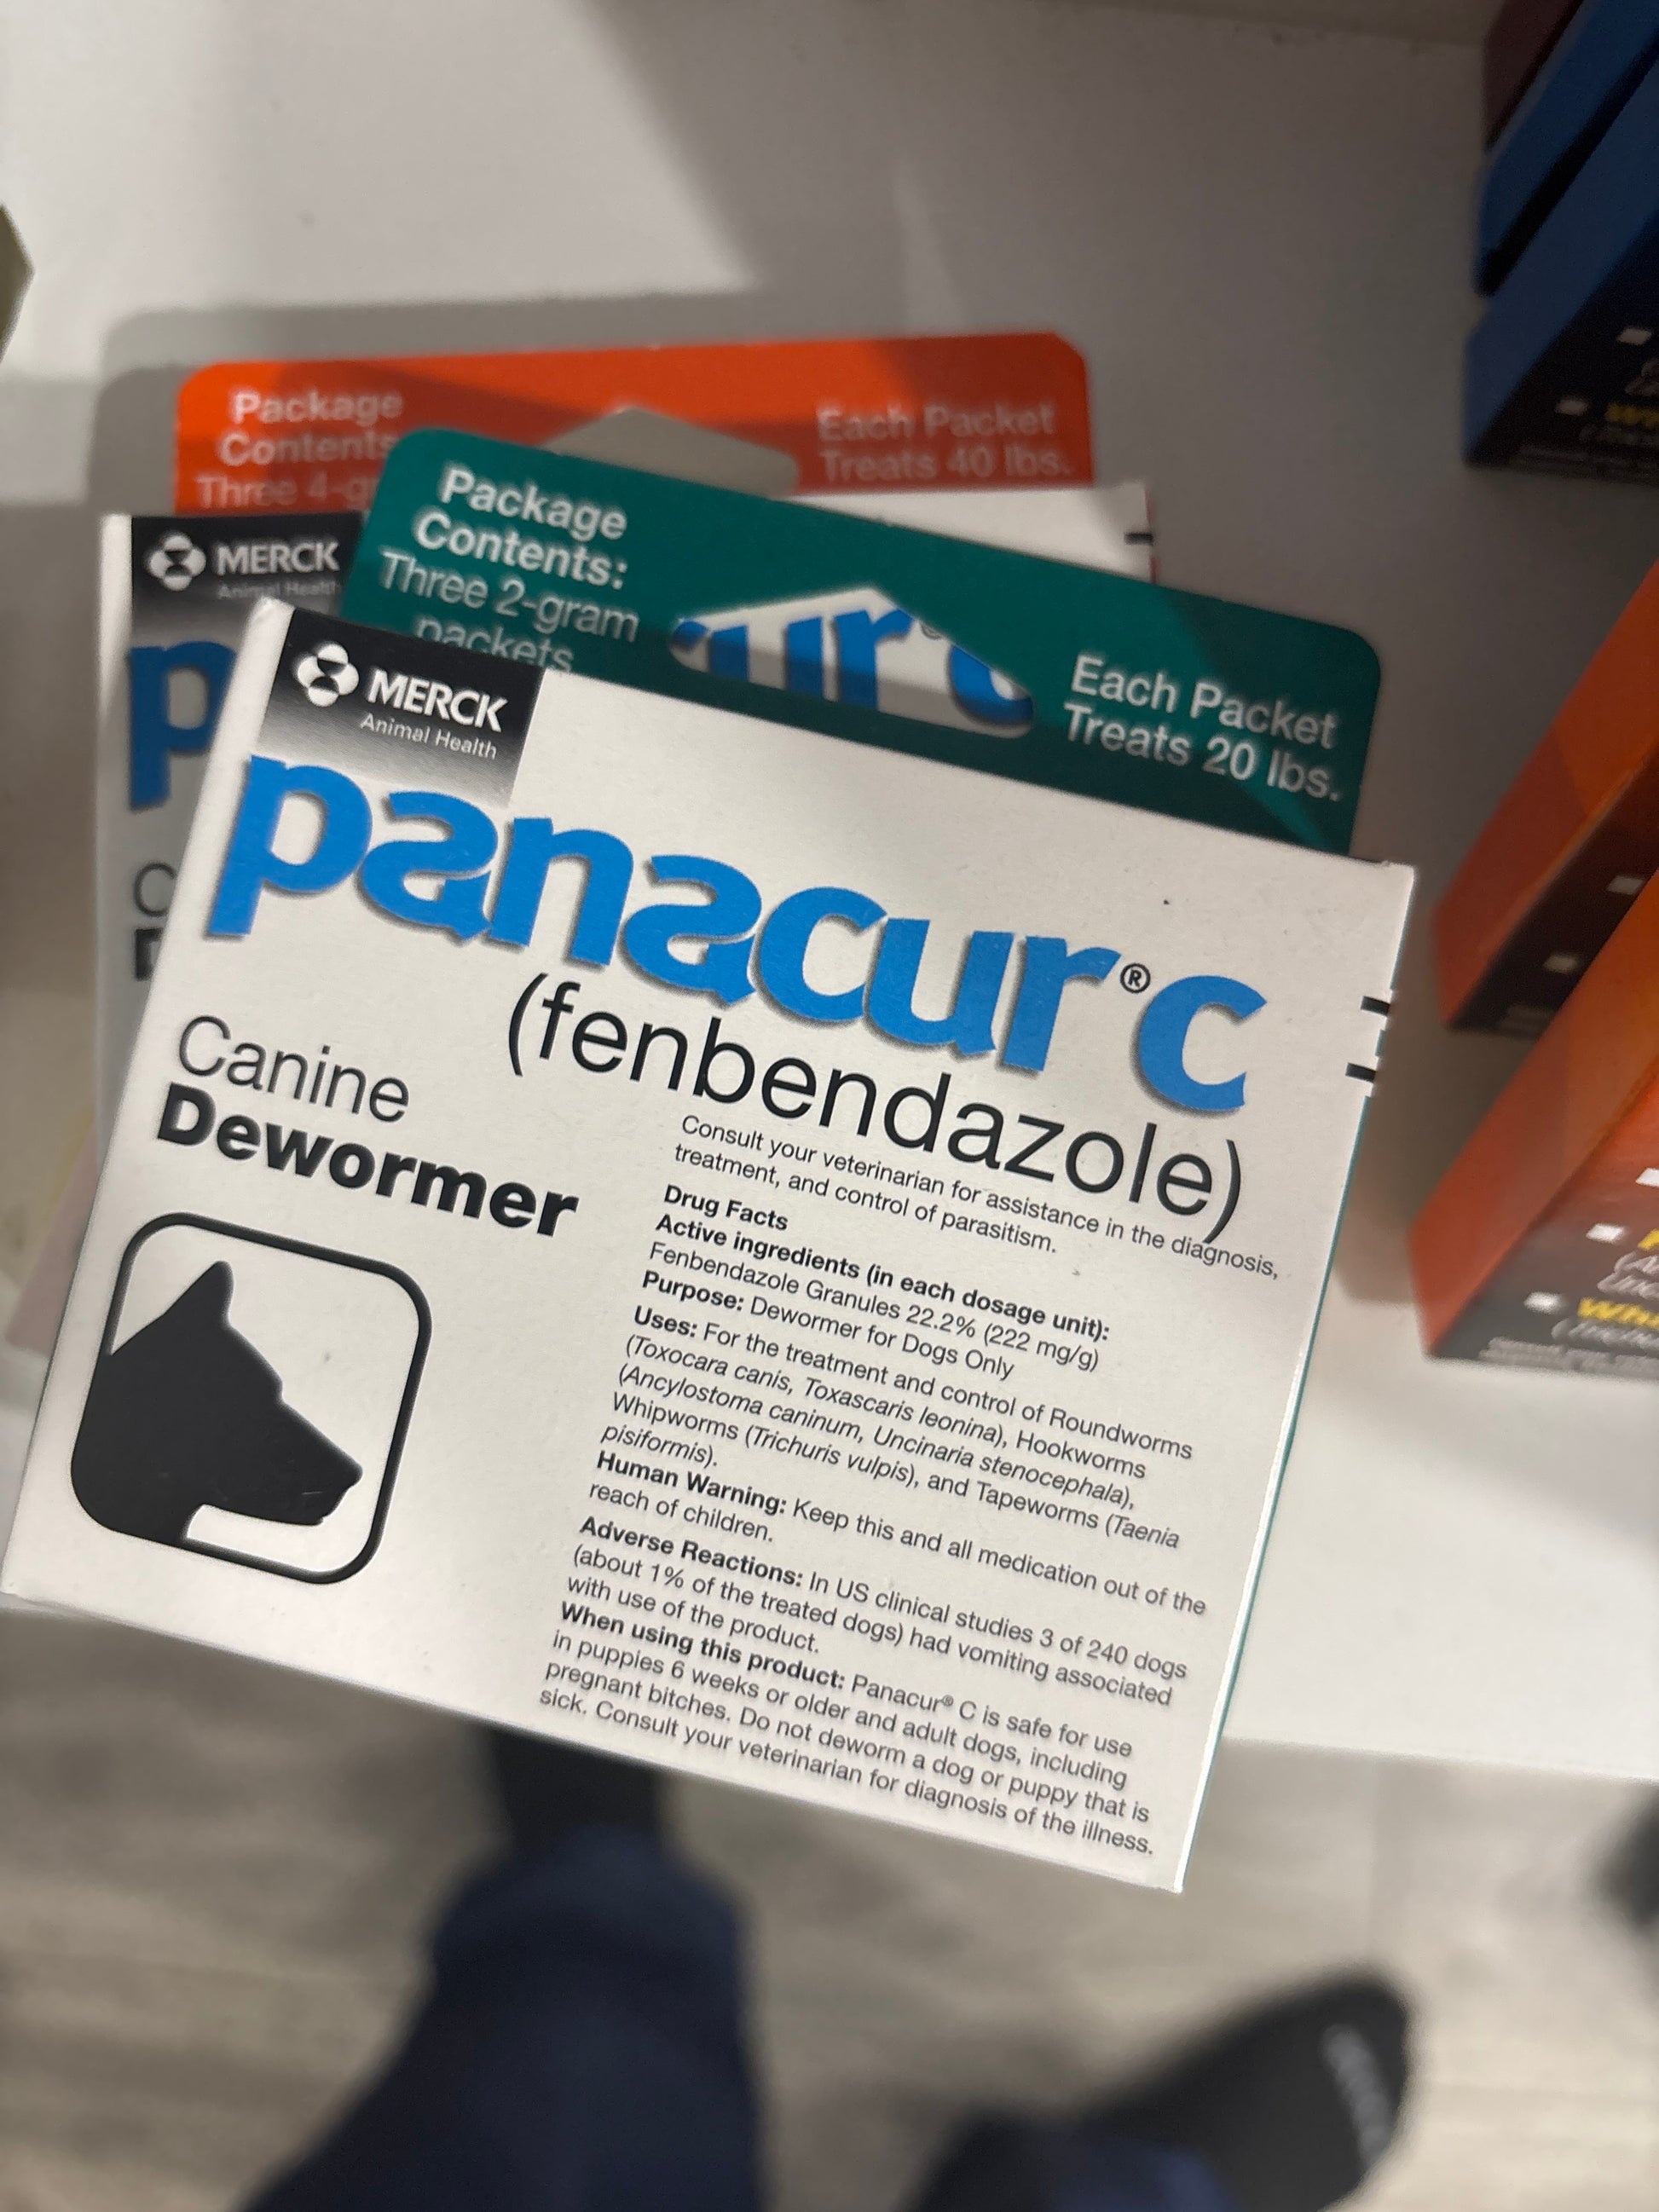 Package
Contents
Three 4-g
Each Packet
Treats 40 lbs.
MERCK
Animal Health
Package
Contents:
Three 2-gram
packets
Each Packet
Treats 20 lbs.
MERCK
Animal Health
panacur® c
(fenbendazole)
Canine
Dewormer
Consult your veterinarian for assistance in the diagnosis,
treatment, and control of parasitism.
Drug Facts
Active ingredients (in each dosage unit):
Fenbendazole Granules 22.2% (222 mg/g)
Purpose: Dewormer for Dogs Only
Uses: For the treatment and control of Roundworms
(Toxocara canis, Toxascaris leonina), Hookworms
(Ancylostoma caninum, Uncinaria stenocephala),
Whipworms (Trichuris vulpis), and Tapeworms (Taenia
pisiformis).
Human Warning: Keep this and all medication out of the
reach of children.
Adverse Reactions: In US clinical studies 3 of 240 dogs
(about 1% of the treated dogs) had vomiting associated
with use of the product.
When using this product: Panacur® C is safe for use
in puppies 6 weeks or older and adult dogs, including
pregnant bitches. Do not deworm a dog or puppy that is
sick. Consult your veterinarian for diagnosis of the illness.